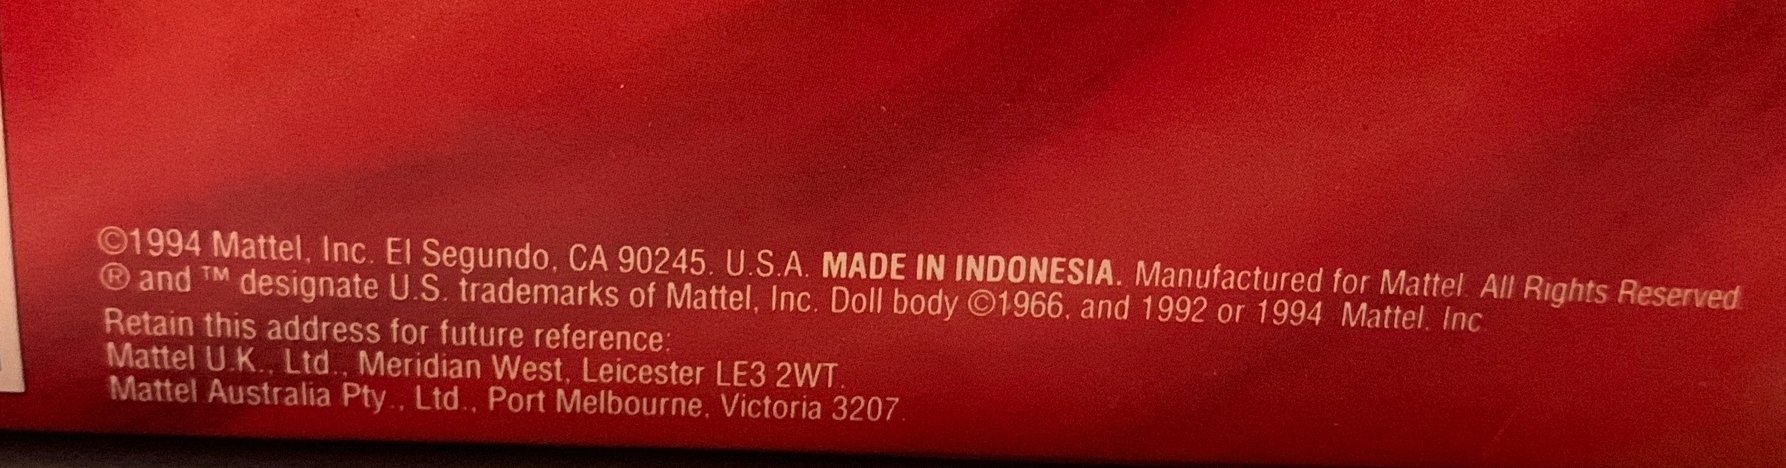 ©1994 Mattel, Inc. El Segundo, CA 90245. U.S.A. MADE IN INDONESIA. Manufactured for Mattel. All Rights Reserved.
® and ™ designate U.S. trademarks of Mattel, Inc. Doll body ©1966, and 1992 or 1994 Mattel, Inc
Retain this address for future reference:
Mattel U.K., Ltd., Meridian West, Leicester LE3 2WT.
Mattel Australia Pty., Ltd., Port Melbourne, Victoria 3207.